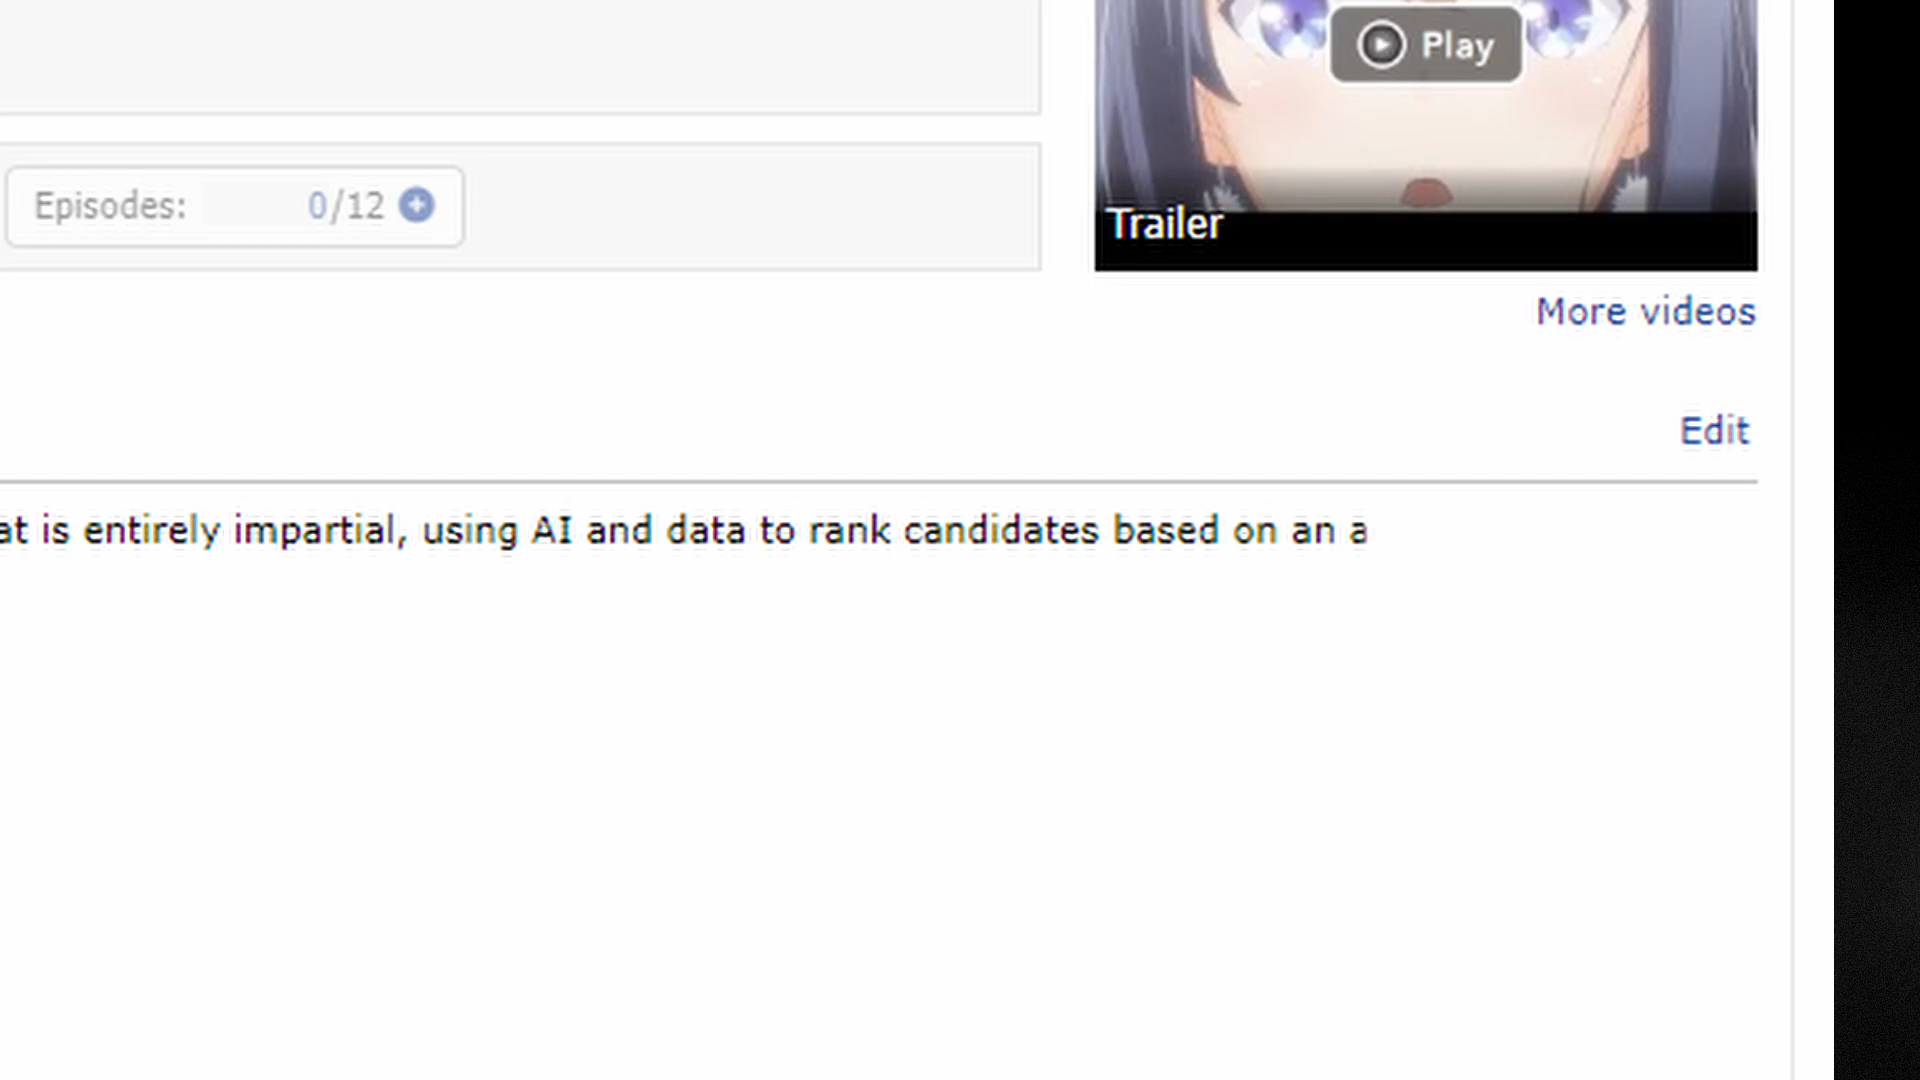 Play
Episodes: 0/12
Trailer
More videos
Edit
at is entirely impartial, using AI and data to rank candidates based on an a